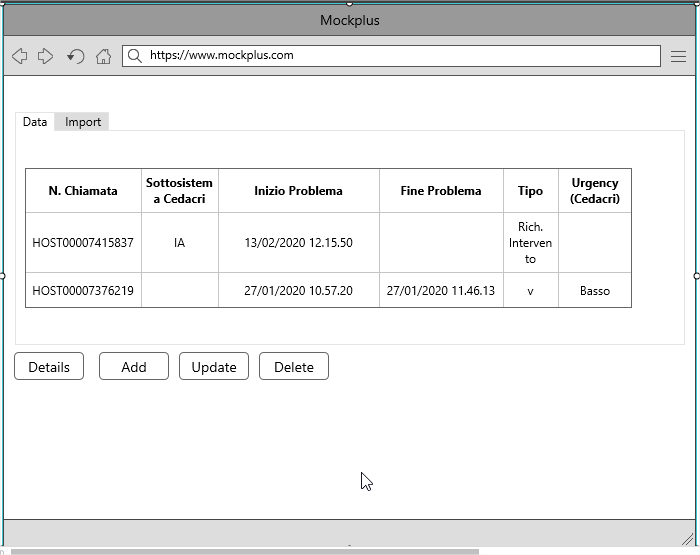 Mockplus
https://www.mockplus.com
Data Import
N. Chiamata Sottosistem Inizio Problema Fine Problema Tipo Urgency
a Cedacri (Cedacri)
HOST00007415837 IA 13/02/2020 12.15.50 Rich.
Interven
to
HOST00007376219 27/01/2020 10.57.20 27/01/2020 11.46.13 v Basso
Details Add Update Delete